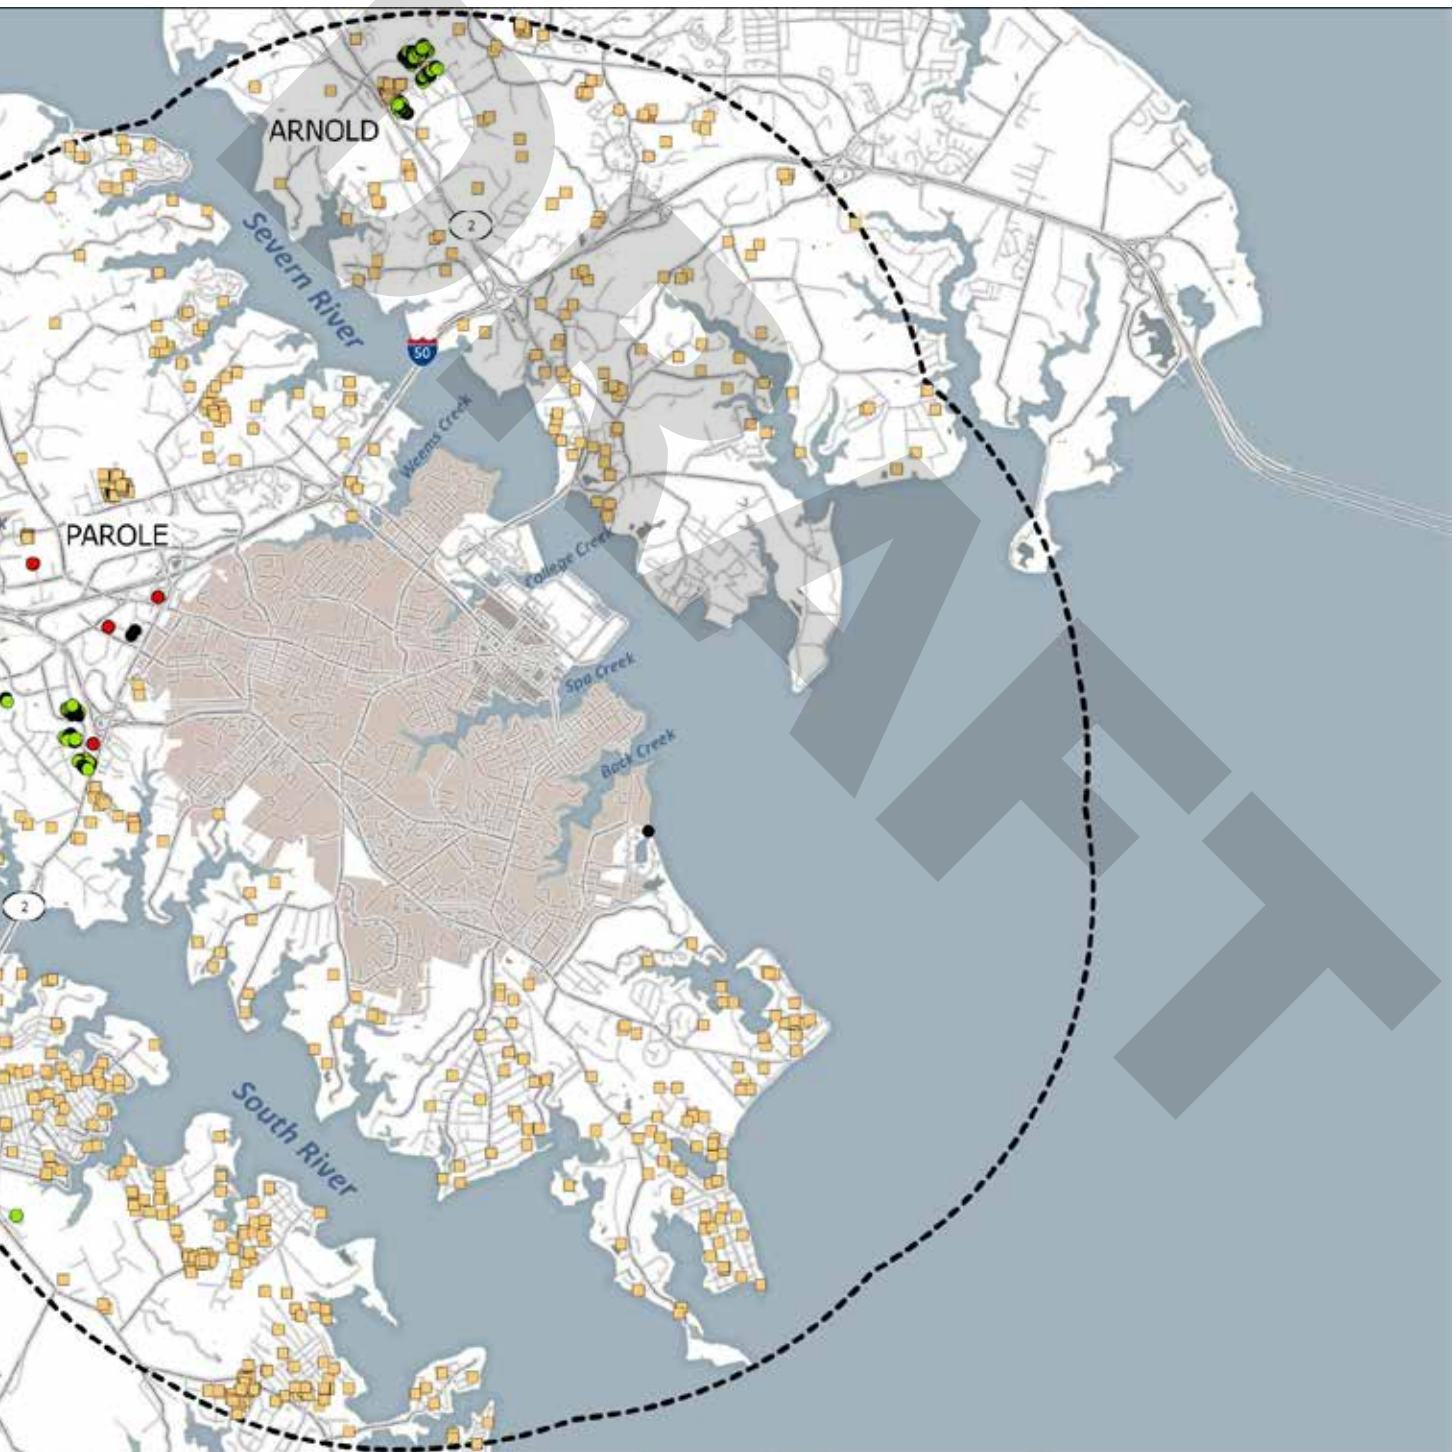 ARNOLD
2
Severn River
50
Weems Creek
PAROLE
College Creek
Spa Creek
Back Creek
2
South River
DRAFT